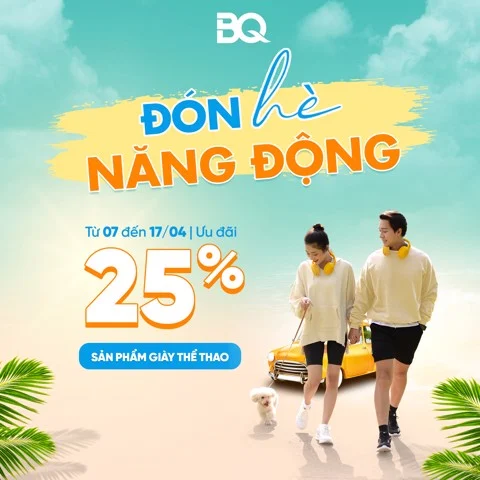 BQ
ĐÓN hè
NĂNG ĐỘNG
Từ 07 đến 17/04 | Ưu đãi
25%
SẢN PHẨM GIÀY THỂ THAO